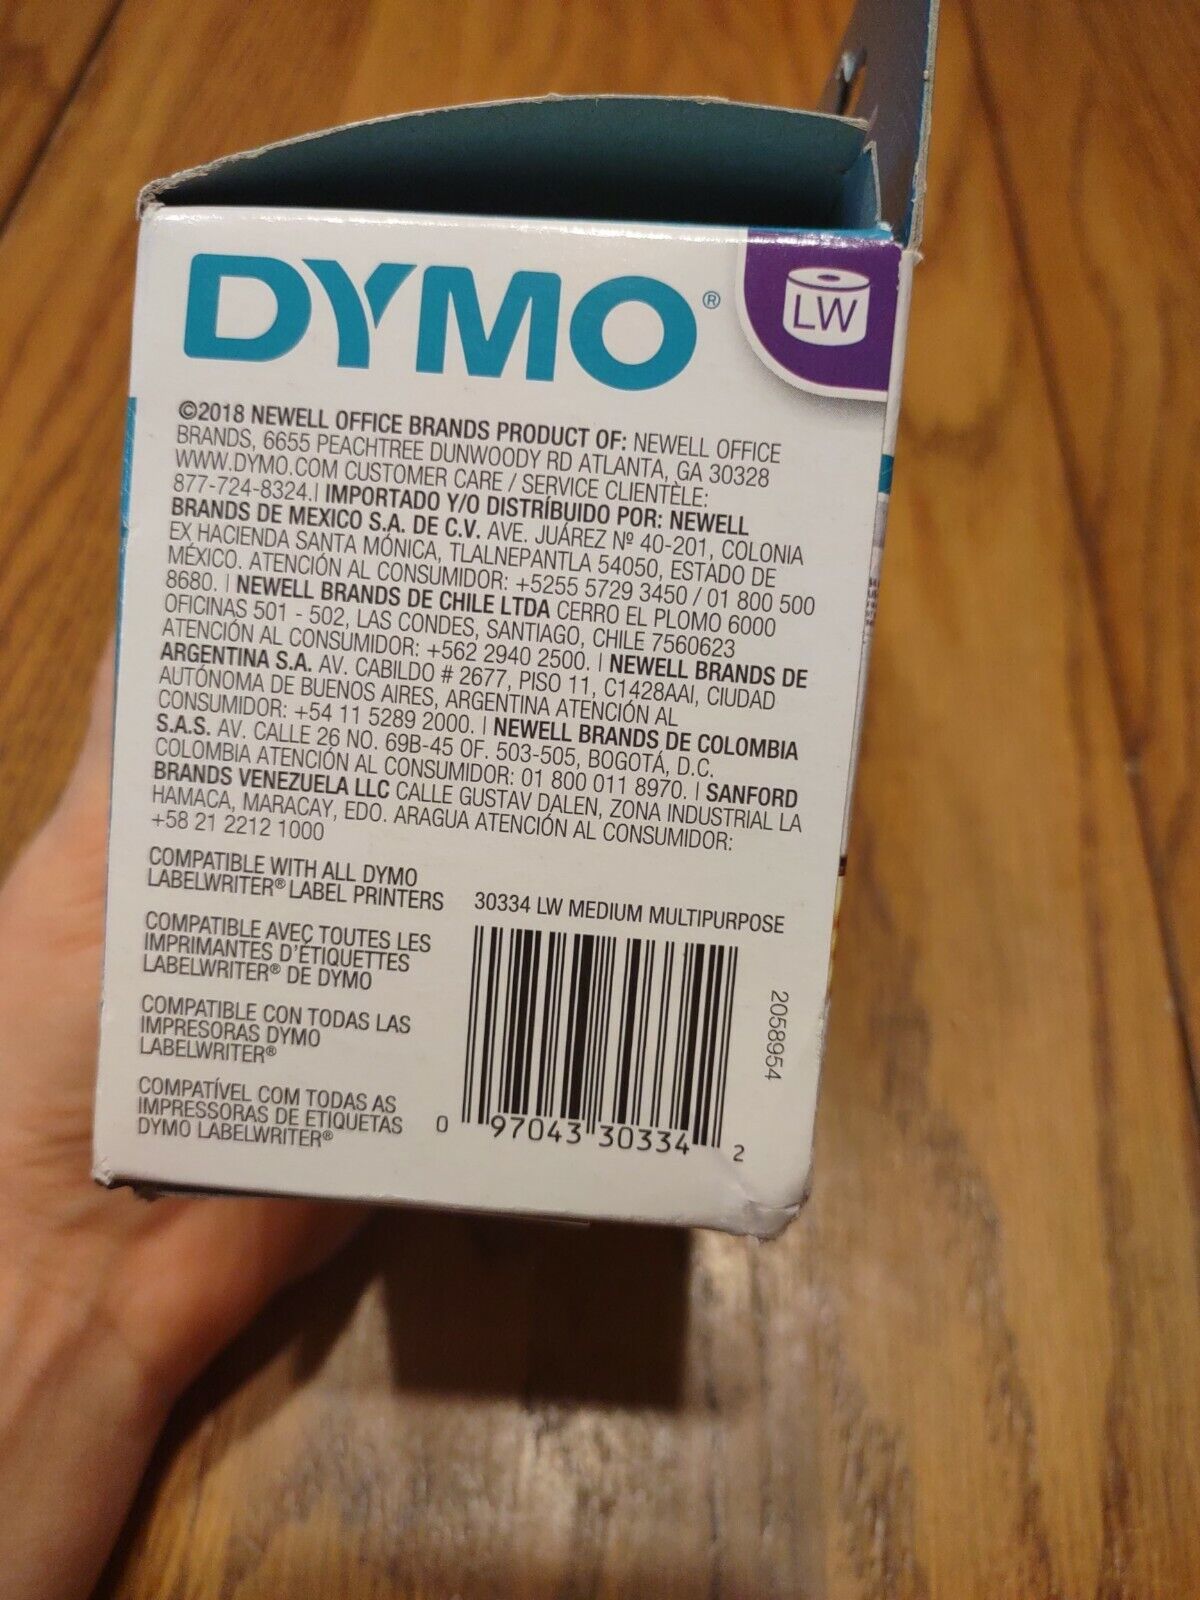 DYMO®
LW
©2018 NEWELL OFFICE BRANDS PRODUCT OF: NEWELL OFFICE
BRANDS, 6655 PEACHTREE DUNWOODY RD ATLANTA, GA 30328
WWW.DYMO.COM CUSTOMER CARE / SERVICE CLIENTÈLE:
877-724-8324.| IMPORTADO Y/O DISTRÍBUIDO POR: NEWELL
BRANDS DE MEXICO S.A. DE C.V. AVE. JUÁREZ Nº 40-201, COLONIA
EX HACIENDA SANTA MÓNICA, TLALNEPANTLA 54050, ESTADO DE
MÉXICO. ATENCIÓN AL CONSUMIDOR: +5255 5729 3450 / 01 800 500
8680. | NEWELL BRANDS DE CHILE LTDA CERRO EL PLOMO 6000
OFICINAS 501 - 502, LAS CONDES, SANTIAGO, CHILE 7560623
ATENCIÓN AL CONSUMIDOR: +562 2940 2500. | NEWELL BRANDS DE
ARGENTINA S.A. AV. CABILDO # 2677, PISO 11, C1428AAI, CIUDAD
AUTÓNOMA DE BUENOS AIRES, ARGENTINA ATENCIÓN AL
CONSUMIDOR: +54 11 5289 2000. | NEWELL BRANDS DE COLOMBIA
S.A.S. AV. CALLE 26 NO. 69B-45 OF. 503-505, BOGOTÁ, D.C.
COLOMBIA ATENCIÓN AL CONSUMIDOR: 01 800 011 8970. | SANFORD
BRANDS VENEZUELA LLC CALLE GUSTAV DALEN, ZONA INDUSTRIAL LA
HAMACA, MARACAY, EDO. ARAGUA ATENCIÓN AL CONSUMIDOR:
+58 21 2212 1000
COMPATIBLE WITH ALL DYMO
LABELWRITER® LABEL PRINTERS
COMPATIBLE AVEC TOUTES LES
IMPRIMANTES D'ÉTIQUETTES
LABELWRITER® DE DYMO
COMPATIBLE CON TODAS LAS
IMPRESORAS DYMO
LABELWRITER®
COMPATÍVEL COM TODAS AS
IMPRESSORAS DE ETIQUETAS
DYMO LABELWRITER®
30334 LW MEDIUM MULTIPURPOSE
0 97043 30334 2
2058954